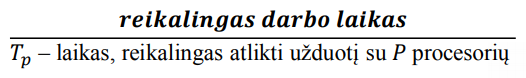 reikalingas darbo laikas
Tp – laikas, reikalingas atlikti užduotį su P procesorių